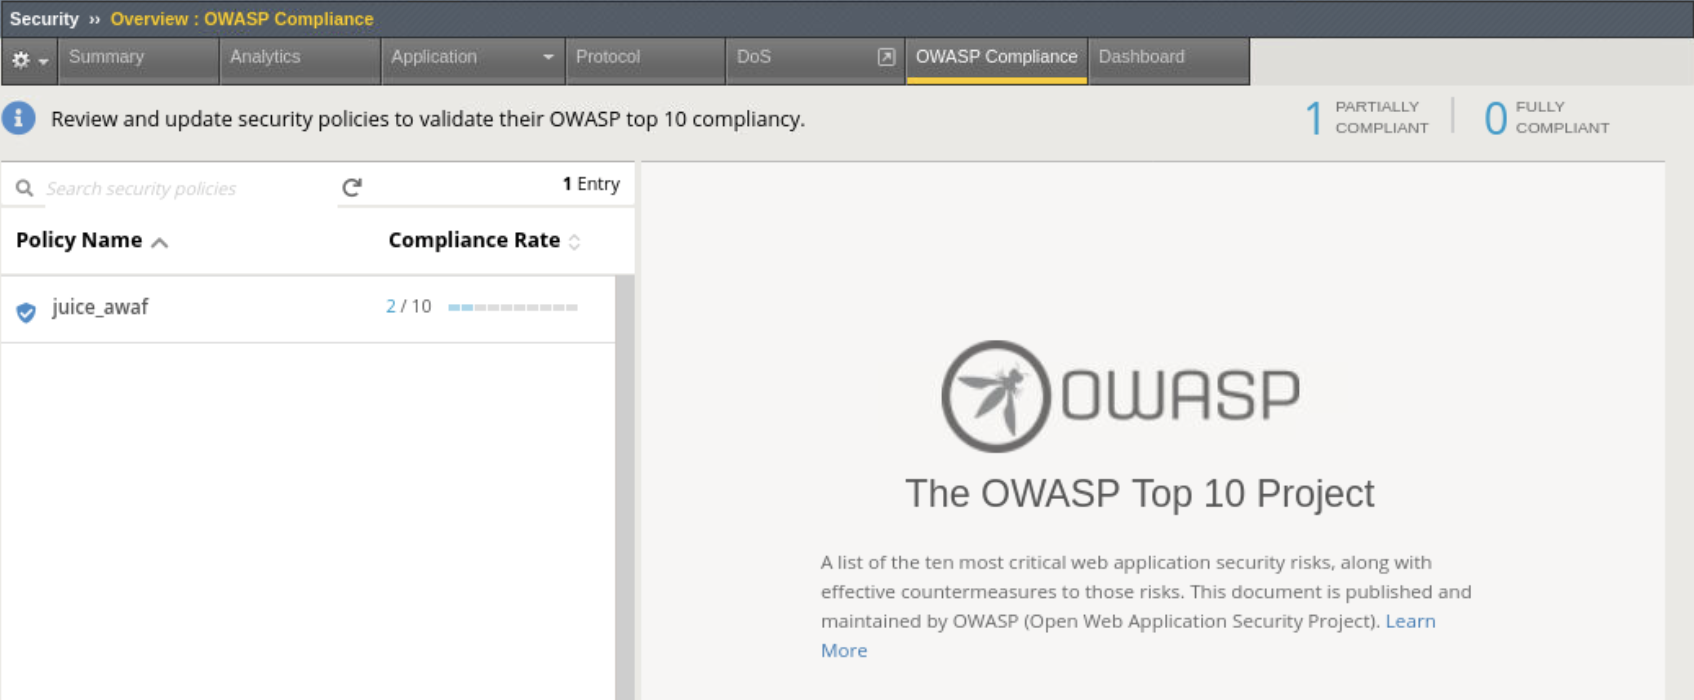 Security ›› Overview : OWASP Compliance
Summary Analytics Application Protocol DoS OWASP Compliance Dashboard
Review and update security policies to validate their OWASP top 10 compliancy.
1 PARTIALLY COMPLIANT
0 FULLY COMPLIANT
Search security policies 1 Entry
Policy Name Compliance Rate
juice_awaf 2 / 10
OWASP
The OWASP Top 10 Project
A list of the ten most critical web application security risks, along with
effective countermeasures to those risks. This document is published and
maintained by OWASP (Open Web Application Security Project). Learn
More